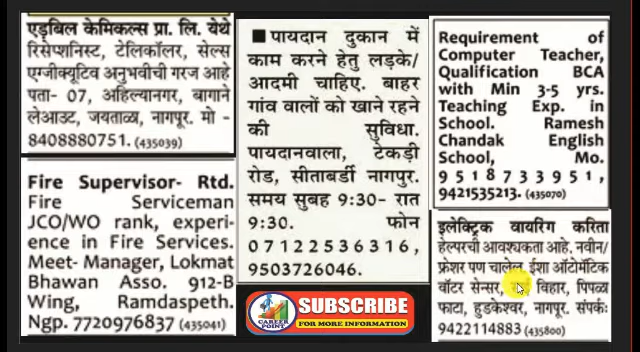 एडबिल केमिकल्स प्रा. लि. येथे
रिसेप्शनिस्ट, टेलिकॉलर, सेल्स
एग्जीक्यूटिव अनुभवीची गरज आहे
पता- 07, अहिल्यानगर, बागाने
लेआउट, जयताळा, नागपूर. मो -
8408880751. (435039)
Fire Supervisor- Rtd.
Fire Serviceman
JCO/WO rank, experi-
ence in Fire Services.
Meet- Manager, Lokmat
Bhawan Asso. 912-B
Wing, Ramdaspeth.
Ngp. 7720976837 (435041)
■ पायदान दुकान में
काम करने हेतु लड़के/
आदमी चाहिए. बाहर
गांव वालों को खाने रहने
की सुविधा.
पायदानवाला, टेकड़ी
रोड, सीताबर्डी नागपुर.
समय सुबह 9:30- रात
9:30. फोन
07122536316,
9503726046.
Requirement of
Computer Teacher,
Qualification BCA
with Min 3-5 yrs.
Teaching Exp. in
School. Ramesh
Chandak English
School, Mo.
9518733951,
9421535213. (435070)
इलेक्ट्रिक वायरिंग करिता
हेल्परची आवश्यकता आहे. नवीन/
फ्रेशर पण चालेल, ईशा ऑटोमॅटिक
वॉटर सेन्सर, विहार, पिपळा
फाटा, हुडकेश्वर, नागपूर. संपर्कः
9422114883 (435800)
CAREER POINT
SUBSCRIBE
FOR MORE INFORMATION